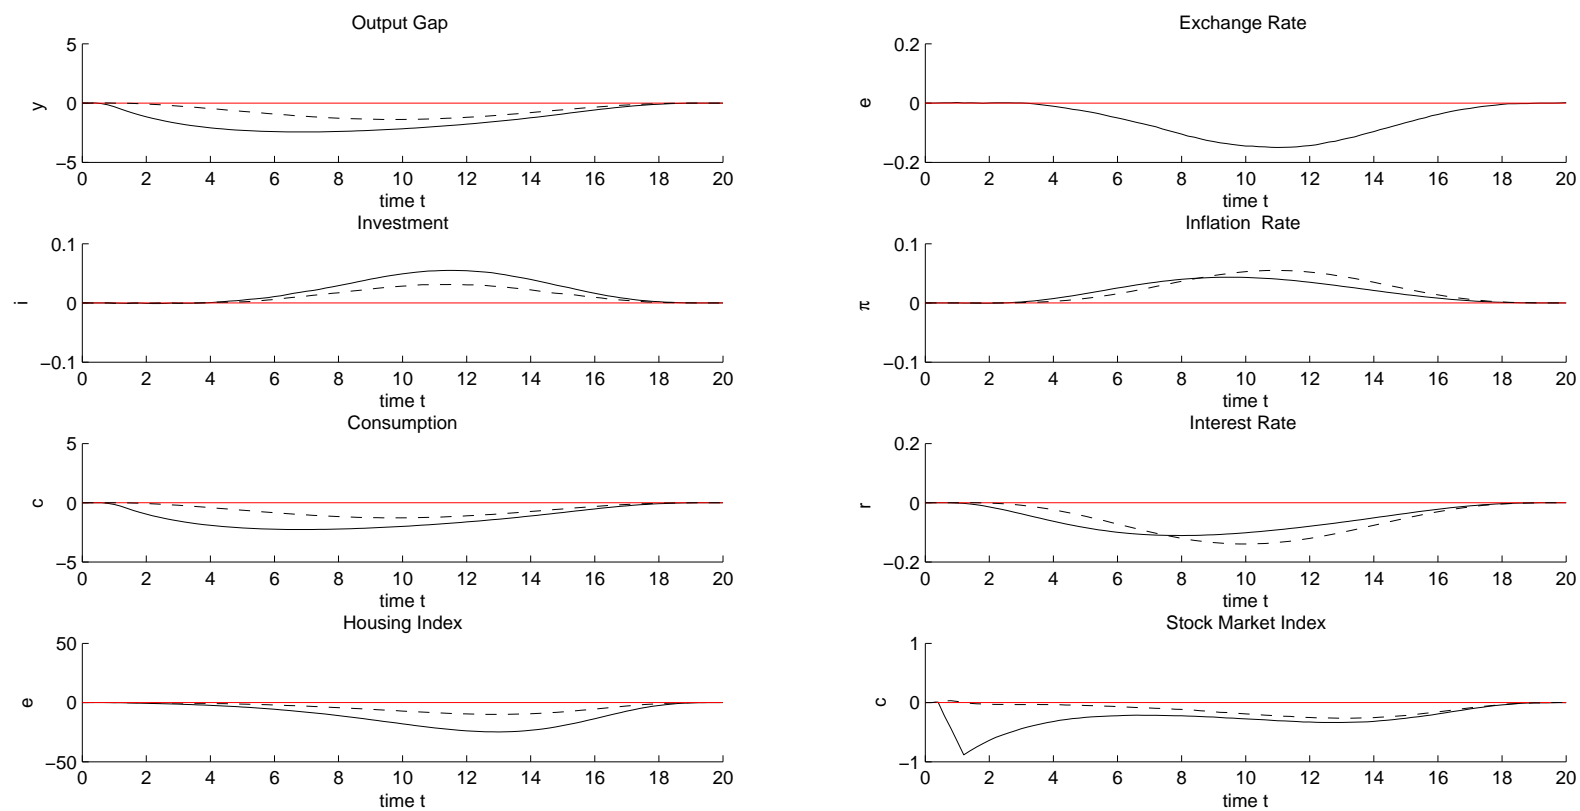 Output Gap
5
0
−5
y
0 2 4 6 8 10 12 14 16 18 20
time t
Exchange Rate
0.2
0
−0.2
e
0 2 4 6 8 10 12 14 16 18 20
time t
Investment
0.1
0
−0.1
i
0 2 4 6 8 10 12 14 16 18 20
time t
Inflation Rate
0.1
0
−0.1
π
0 2 4 6 8 10 12 14 16 18 20
time t
Consumption
5
0
−5
c
0 2 4 6 8 10 12 14 16 18 20
time t
Interest Rate
0.2
0
−0.2
r
0 2 4 6 8 10 12 14 16 18 20
time t
Housing Index
50
0
−50
e
0 2 4 6 8 10 12 14 16 18 20
time t
Stock Market Index
1
0
−1
c
0 2 4 6 8 10 12 14 16 18 20
time t